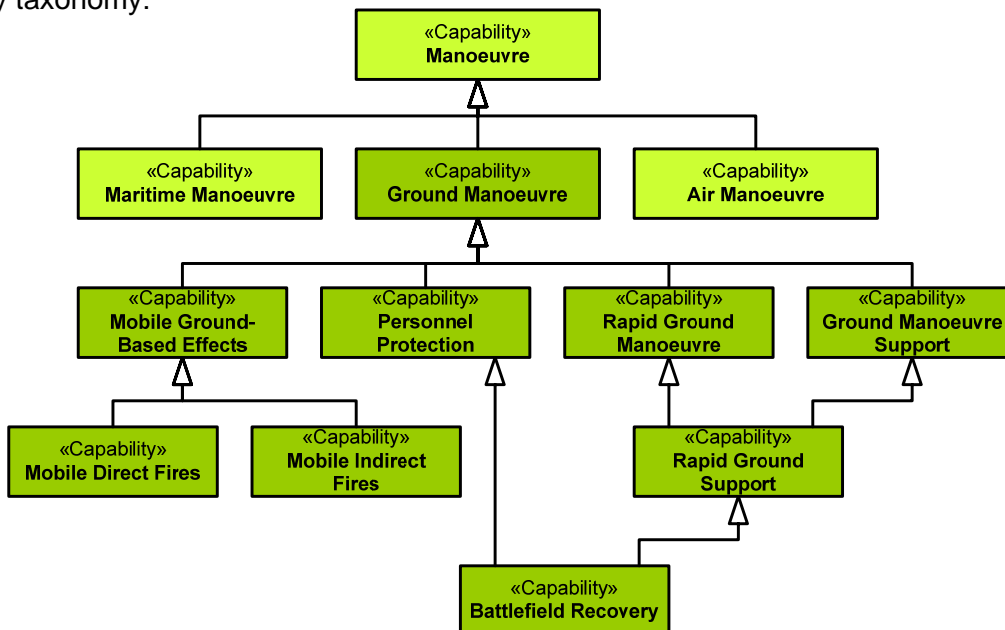 y taxonomy:
«Capability»
Manoeuvre
«Capability»
Maritime Manoeuvre
«Capability»
Ground Manoeuvre
«Capability»
Air Manoeuvre
«Capability»
Mobile Ground-
Based Effects
«Capability»
Personnel
Protection
«Capability»
Rapid Ground
Manoeuvre
«Capability»
Ground Manoeuvre
Support
«Capability»
Mobile Direct Fires
«Capability»
Mobile Indirect
Fires
«Capability»
Rapid Ground
Support
«Capability»
Battlefield Recovery